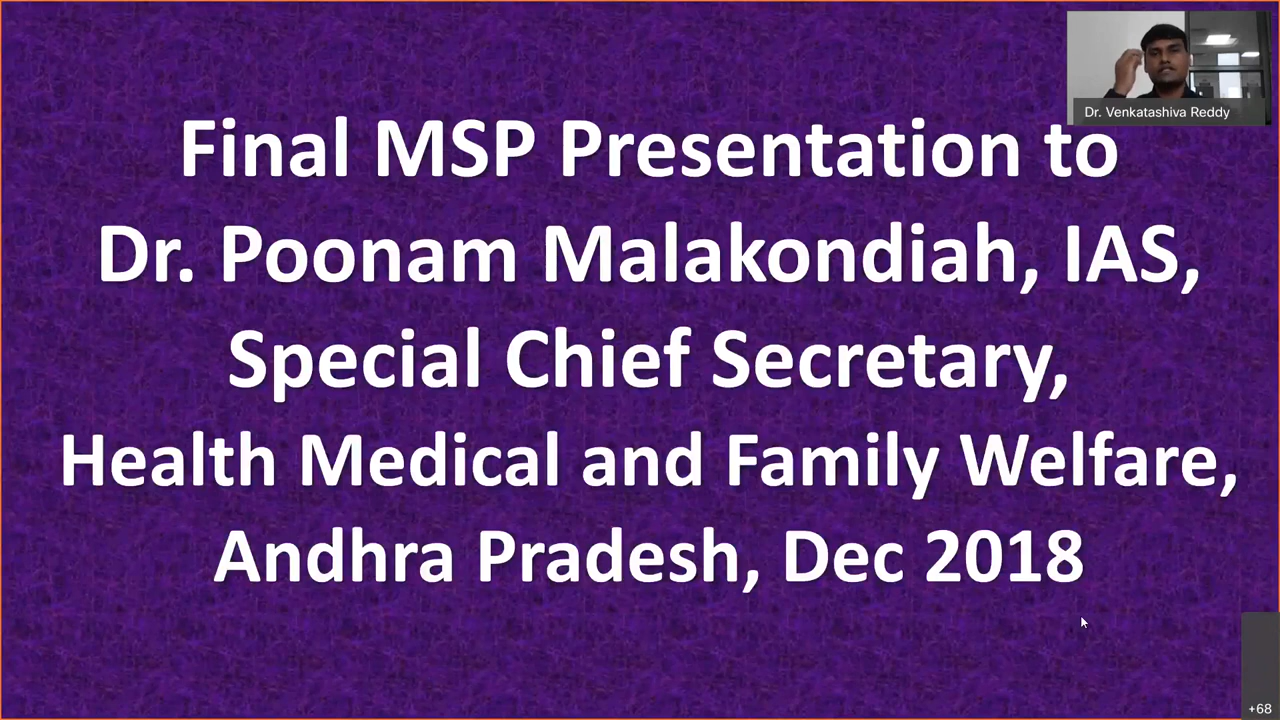 Dr. Venkatashiva Reddy
Final MSP Presentation to
Dr. Poonam Malakondiah, IAS,
Special Chief Secretary,
Health Medical and Family Welfare,
Andhra Pradesh, Dec 2018
+68